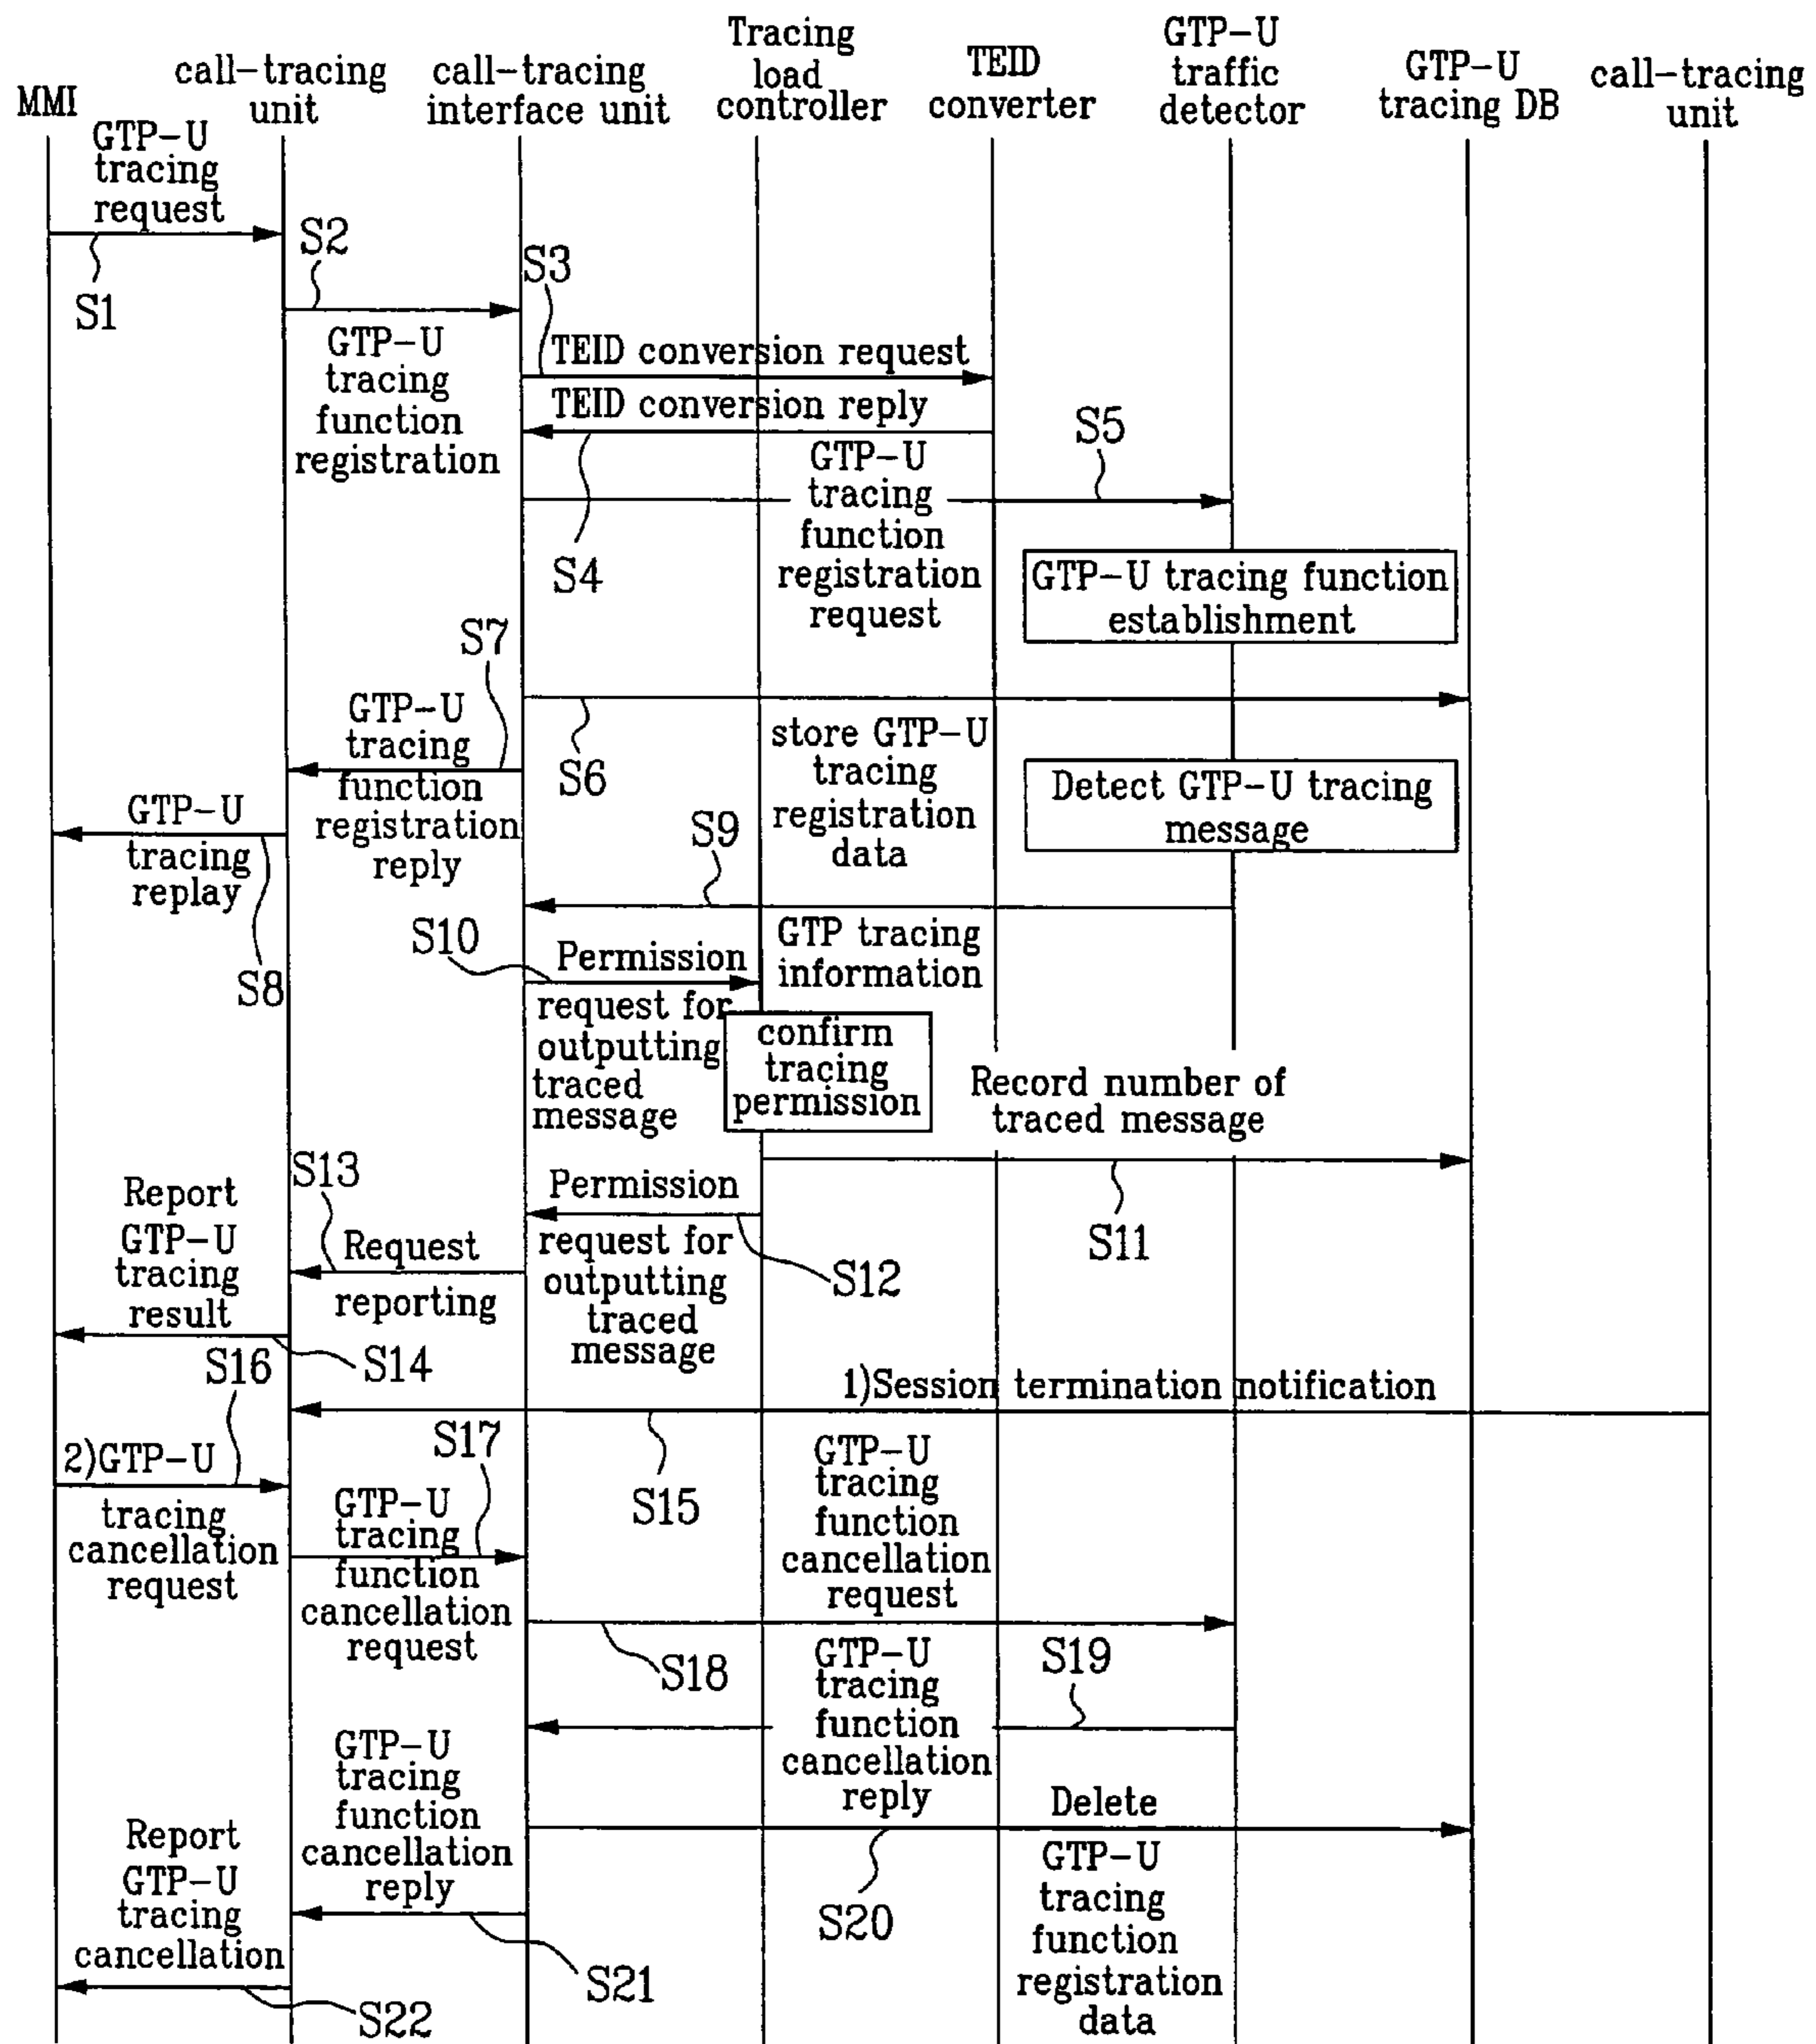 MMI
call-tracing
unit
call-tracing
interface unit
Tracing
load
controller
TEID
converter
GTP-U
traffic
detector
GTP-U
tracing DB
call-tracing
unit
GTP-U
tracing
request
S1
S2
GTP-U
tracing
function
registration
S3
TEID conversion request
TEID conversion reply
S4
S5
GTP-U
tracing
function
registration
request
GTP-U tracing function
establishment
S7
GTP-U
tracing
function
registration
reply
S6
store GTP-U
tracing
registration
data
Detect GTP-U tracing
message
GTP-U
tracing
replay
S8
S9
GTP tracing
information
S10
Permission
request for
outputting
traced
message
confirm
tracing
permission
Record number of
traced message
S11
S13
Permission
request for
outputting
traced
message
S12
Request
reporting
Report
GTP-U
tracing
result
S14
S16
1)Session termination notification
S15
2)GTP-U
tracing
cancellation
request
S17
GTP-U
tracing
function
cancellation
request
GTP-U
tracing
function
cancellation
request
S18
S19
GTP-U
tracing
function
cancellation
reply
GTP-U
tracing
function
cancellation
reply
Delete
GTP-U
tracing
function
registration
data
S20
Report
GTP-U
tracing
cancellation
S21
S22